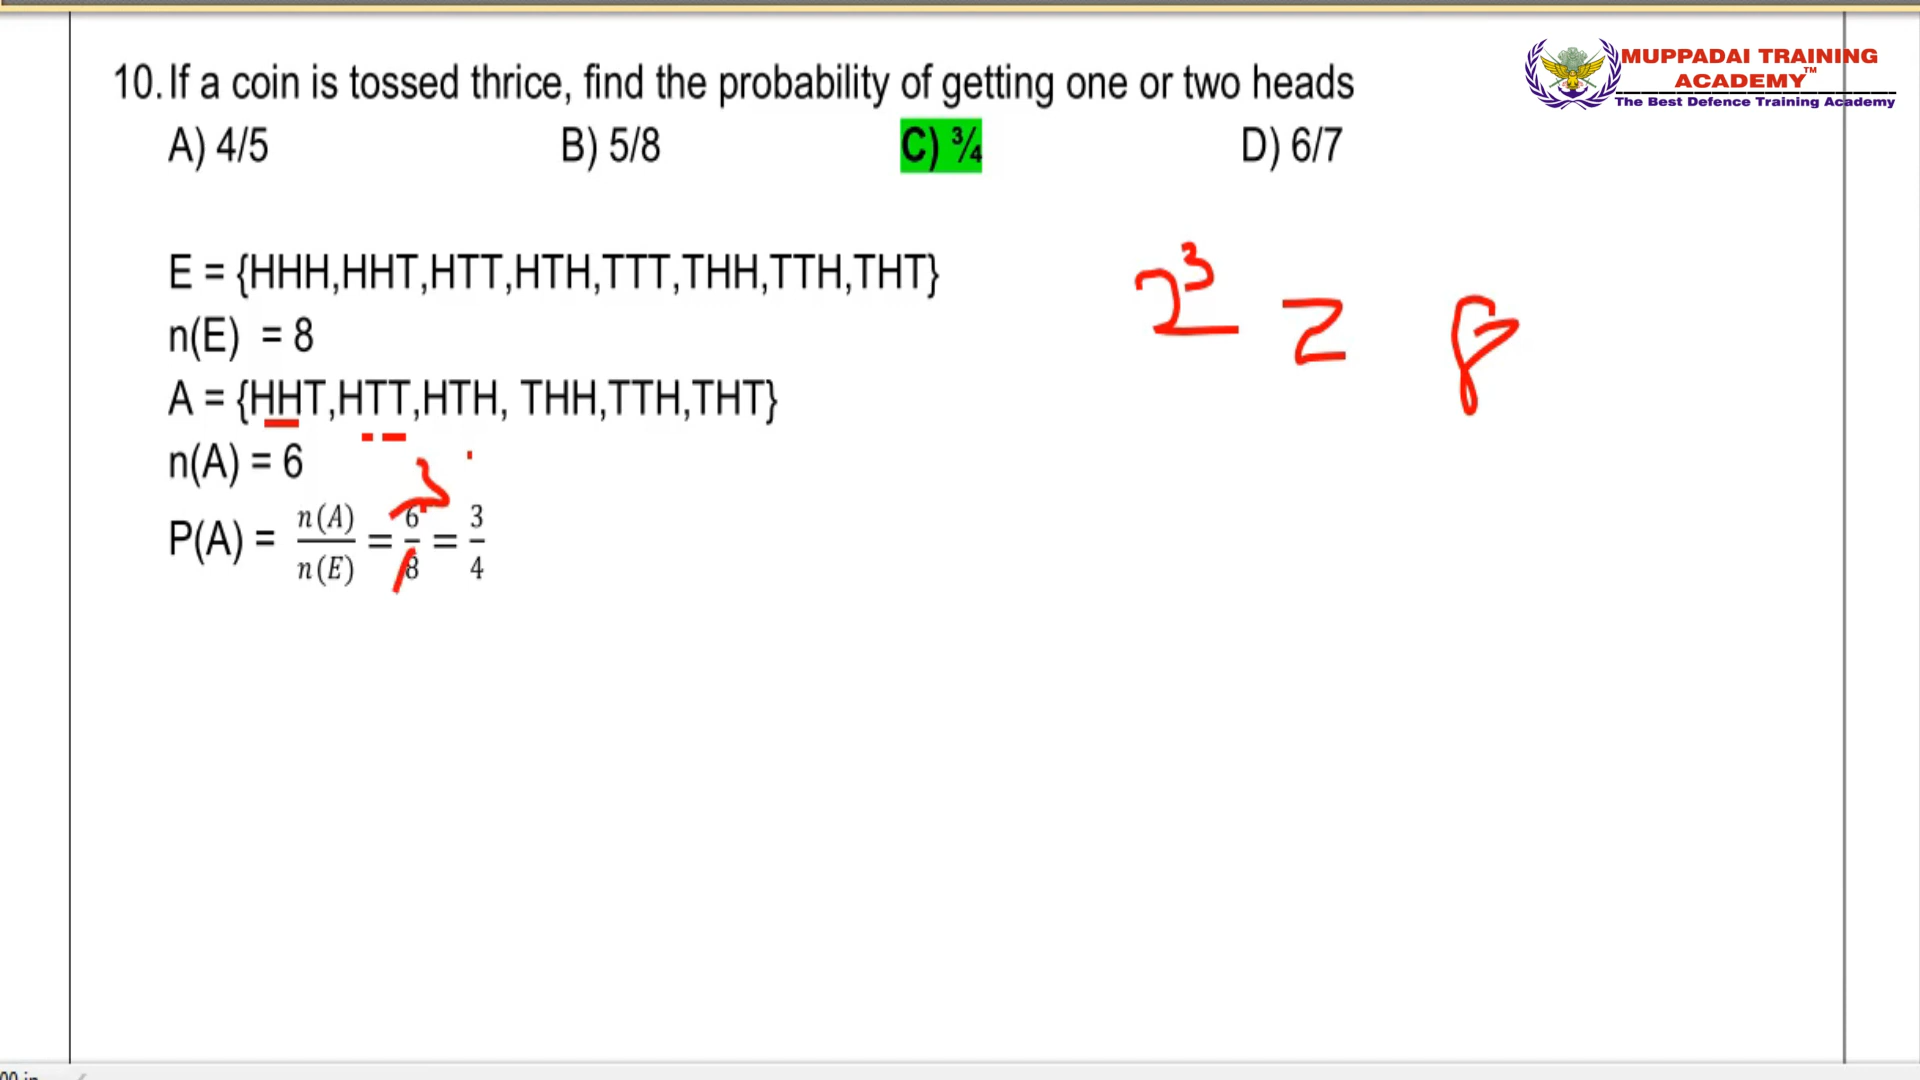 10. If a coin is tossed thrice, find the probability of getting one or two heads
A) 4/5 B) 5/8 C) ¾ D) 6/7
E = {HHH,HHT,HTT,HTH,TTT,THH,TTH,THT}
n(E) = 8
A = {HHT,HTT,HTH, THH,TTH,THT}
n(A) = 6
P(A) = n(A)/n(E) = 6/8 = 3/4
3
2³ = 8
MUPPADAI TRAINING
ACADEMY™
The Best Defence Training Academy